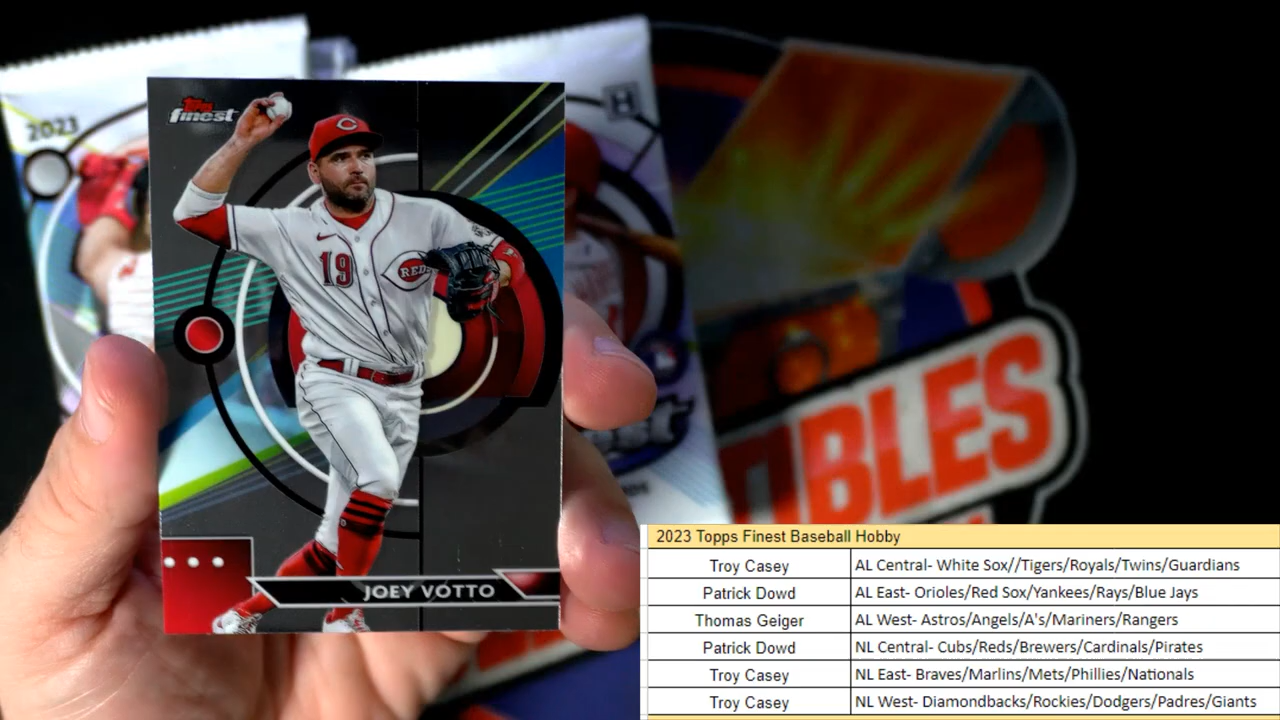 2023
H
Topps
finest
C
19
REDS
BLES
JOEY VOTTO
2023 Topps Finest Baseball Hobby
Troy Casey AL Central- White Sox//Tigers/Royals/Twins/Guardians
Patrick Dowd AL East- Orioles/Red Sox/Yankees/Rays/Blue Jays
Thomas Geiger AL West- Astros/Angels/A's/Mariners/Rangers
Patrick Dowd NL Central- Cubs/Reds/Brewers/Cardinals/Pirates
Troy Casey NL East- Braves/Marlins/Mets/Phillies/Nationals
Troy Casey NL West- Diamondbacks/Rockies/Dodgers/Padres/Giants